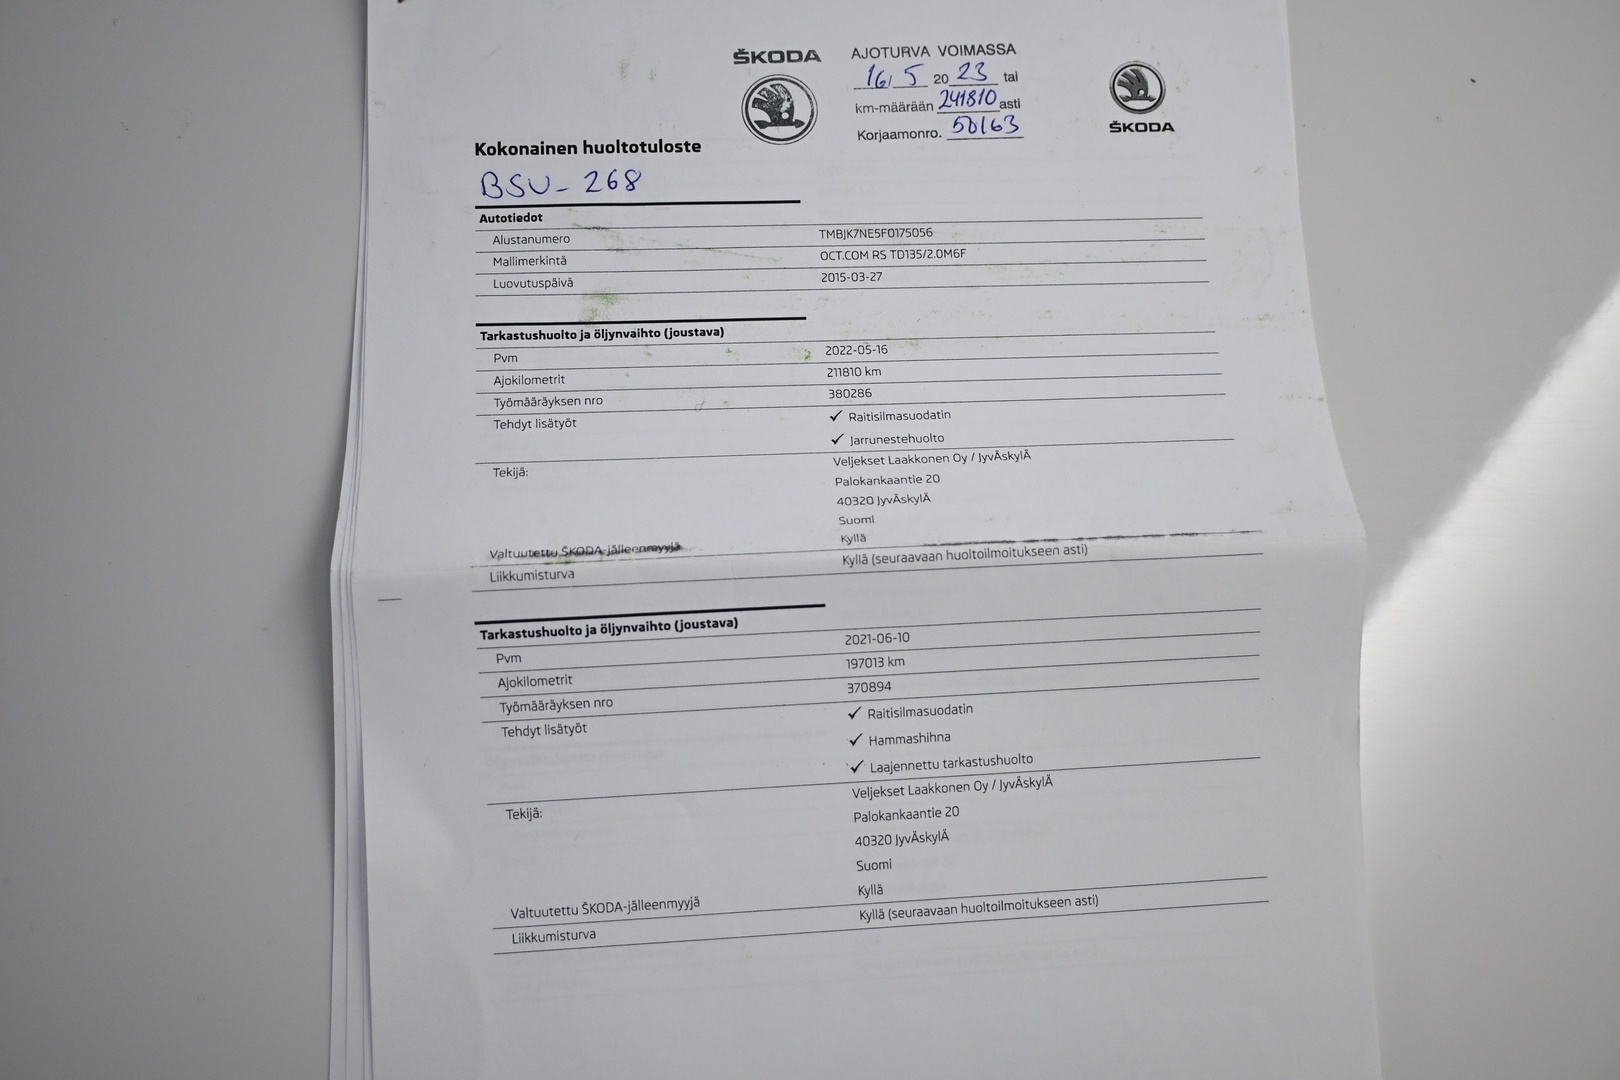 ŠKODA
AJOTURVA VOIMASSA
16/ 5 20 23 tai
km-määrään 241810 asti
Korjaamonro. 50163
ŠKODA
Kokonainen huoltotuloste
BSU-268
Autotiedot
Alustanumero TMBJK7NE5F0175056
Mallimerkintä OCT.COM RS TD135/2.0M6F
Luovutuspäivä 2015-03-27
Tarkastushuolto ja öljynvaihto (joustava)
Pvm 2022-05-16
Ajokilometrit 211810 km
Työmääräyksen nro 380286
Tehdyt lisätyöt ✓ Raitisilmasuodatin
✓ Jarrunestehuolto
Tekijä: Veljekset Laakkonen Oy / JyvÄskylÄ
Palokankaantie 20
40320 JyvÄskylÄ
Suomi
Valtuutettu ŠKODA-jälleenmyyjä Kyllä
Liikkumisturva Kyllä (seuraavaan huoltoilmoitukseen asti)
Tarkastushuolto ja öljynvaihto (joustava)
Pvm 2021-06-10
Ajokilometrit 197013 km
Työmääräyksen nro 370894
Tehdyt lisätyöt ✓ Raitisilmasuodatin
✓ Hammashihna
✓ Laajennettu tarkastushuolto
Tekijä: Veljekset Laakkonen Oy / JyvÄskylÄ
Palokankaantie 20
40320 JyvÄskylÄ
Suomi
Valtuutettu ŠKODA-jälleenmyyjä Kyllä
Liikkumisturva Kyllä (seuraavaan huoltoilmoitukseen asti)